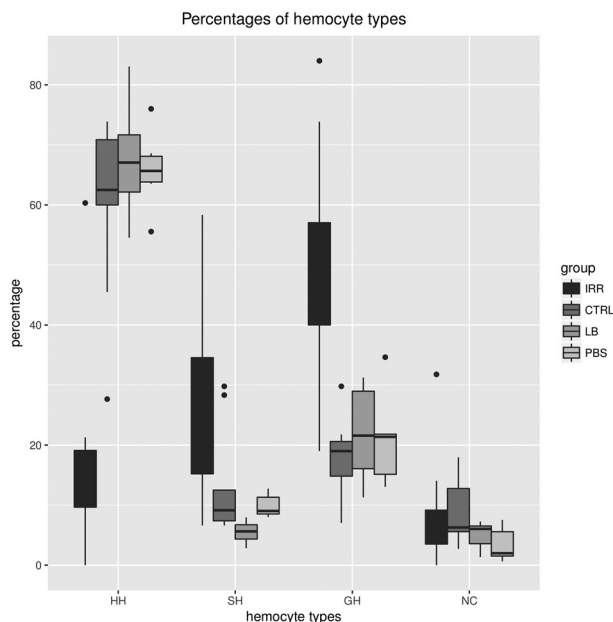 Percentages of hemocyte types
percentage
80
60
40
20
0
HH SH GH NC
hemocyte types
group
IRR
CTRL
LB
PBS